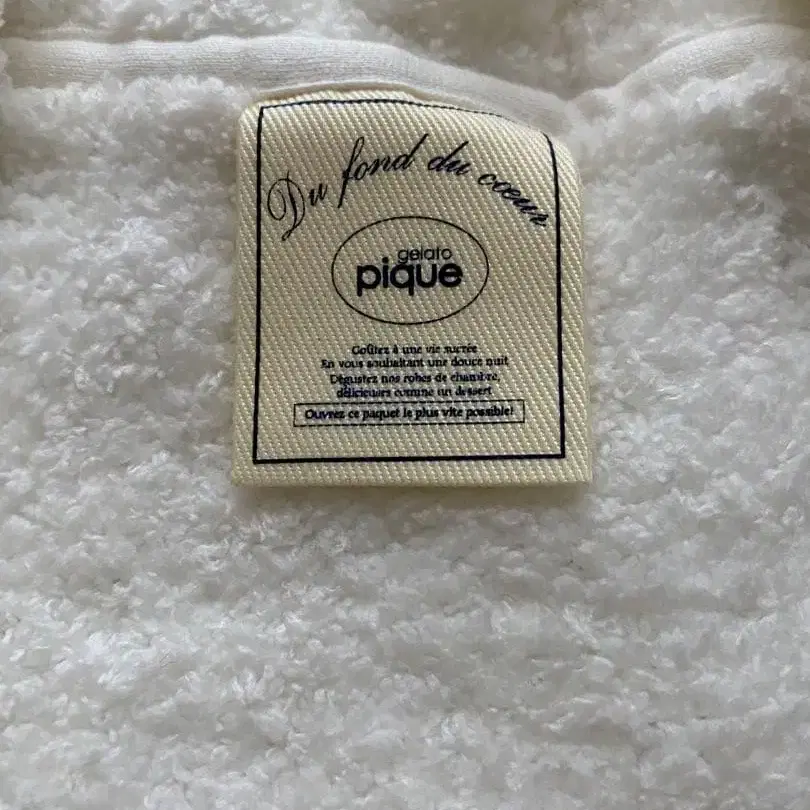 Du fond du cœur
gelato
pique
Goûtez à une vie sucrée
En vous souhaitant une douce nuit
Dégustez nos robes de chambre,
délicieuses comme un dessert
Ouvrez ce paquet le plus vite possible!